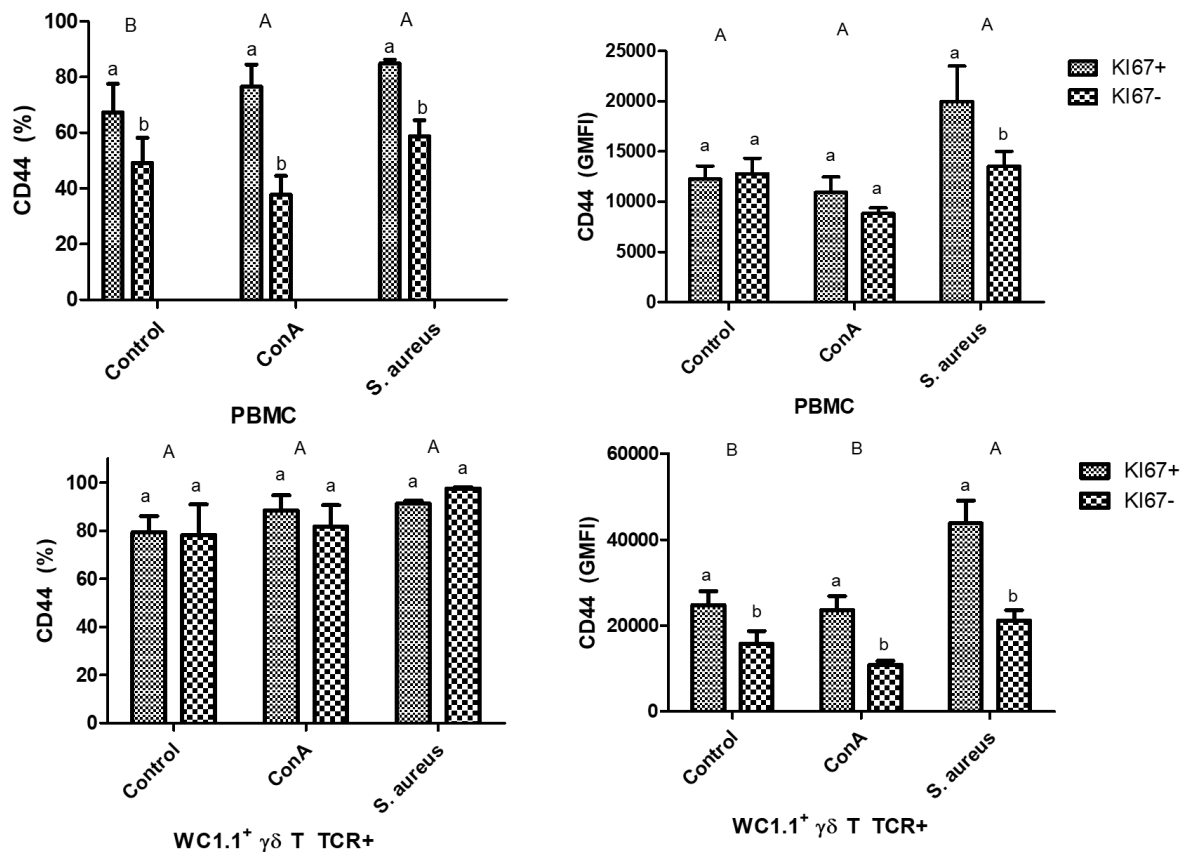 B A A
100
80
60
40
20
0
CD44 (%)
a b a b a b
Control ConA S. aureus
PBMC
A A A
25000
20000
15000
10000
5000
0
CD44 (GMFI)
a a a a a b
Control ConA S. aureus
PBMC
KI67+
KI67-
A A A
100
80
60
40
20
0
CD44 (%)
a a a a a a
Control ConA S. aureus
WC1.1⁺ γδ T TCR+
B B A
60000
40000
20000
0
CD44 (GMFI)
a b a b a b
Control ConA S. aureus
WC1.1⁺ γδ T TCR+
KI67+
KI67-